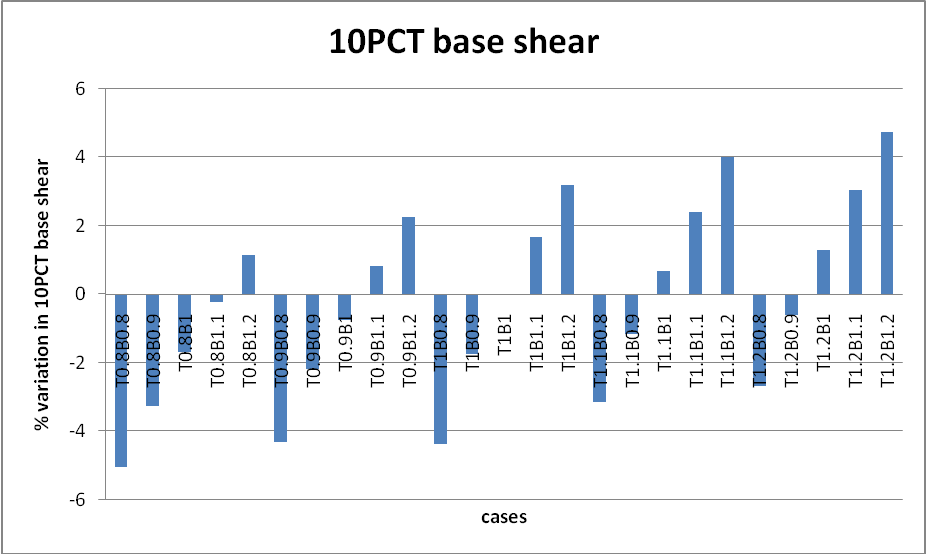 10PCT base shear
% variation in 10PCT base shear
6
4
2
0
-2
-4
-6
T0.8B0.8
T0.8B0.9
T0.8B1
T0.8B1.1
T0.8B1.2
T0.9B0.8
T0.9B0.9
T0.9B1
T0.9B1.1
T0.9B1.2
T1B0.8
T1B0.9
T1B1
T1B1.1
T1B1.2
T1.1B0.8
T1.1B0.9
T1.1B1
T1.1B1.1
T1.1B1.2
T1.2B0.8
T1.2B0.9
T1.2B1
T1.2B1.1
T1.2B1.2
cases